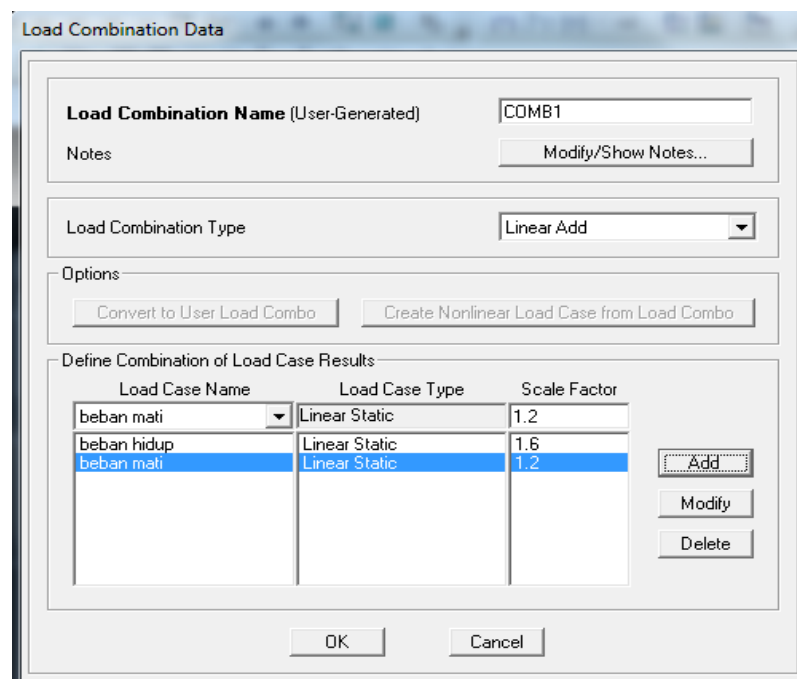 Load Combination Data
Load Combination Name (User-Generated)
COMB1
Notes
Modify/Show Notes...
Load Combination Type
Linear Add
Options
Convert to User Load Combo
Create Nonlinear Load Case from Load Combo
Define Combination of Load Case Results
Load Case Name Load Case Type Scale Factor
beban mati Linear Static 1.2
beban hidup Linear Static 1.6
beban mati Linear Static 1.2
Add
Modify
Delete
OK Cancel